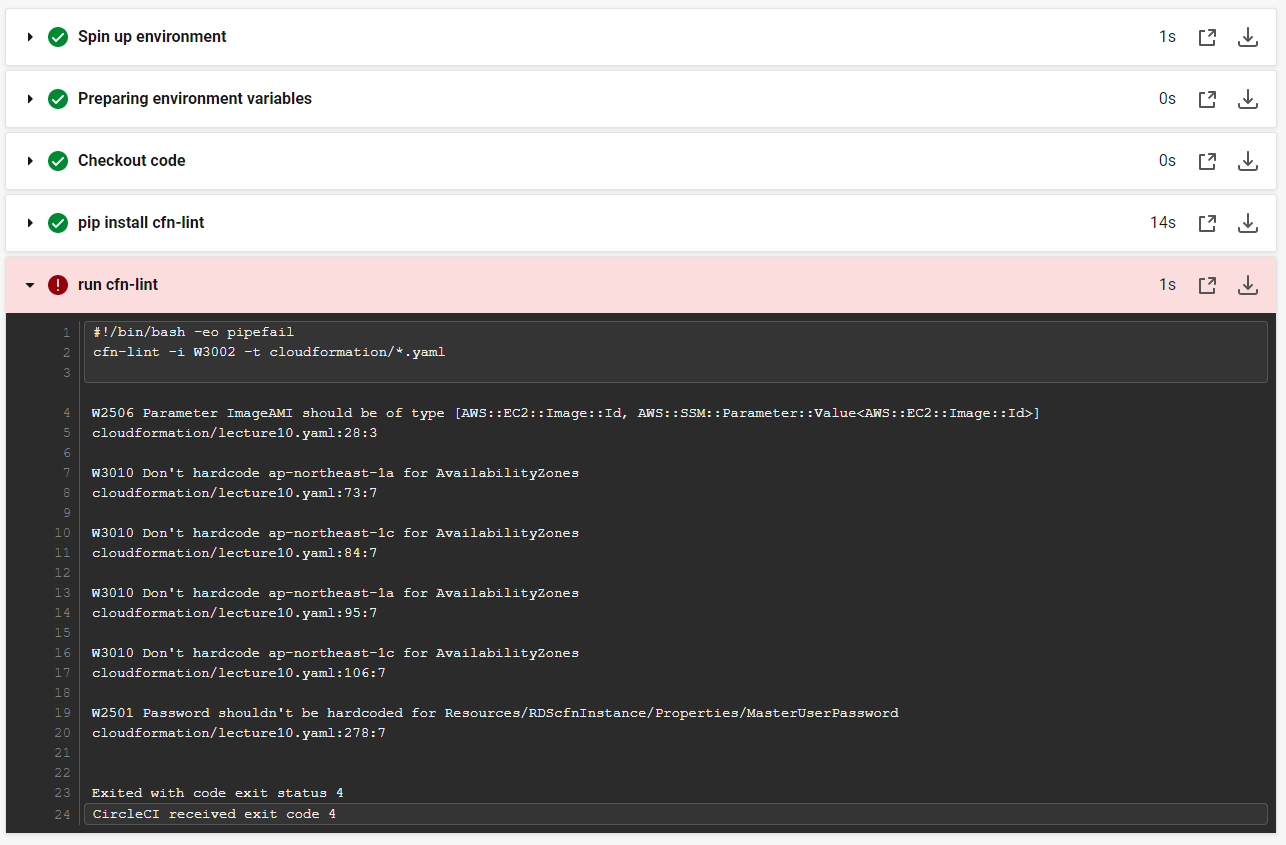 Spin up environment 1s
Preparing environment variables 0s
Checkout code 0s
pip install cfn-lint 14s
run cfn-lint 1s
1 #!/bin/bash -eo pipefail
2 cfn-lint -i W3002 -t cloudformation/*.yaml
3
4 W2506 Parameter ImageAMI should be of type [AWS::EC2::Image::Id, AWS::SSM::Parameter::Value<AWS::EC2::Image::Id>]
5 cloudformation/lecture10.yaml:28:3
6
7 W3010 Don't hardcode ap-northeast-1a for AvailabilityZones
8 cloudformation/lecture10.yaml:73:7
9
10 W3010 Don't hardcode ap-northeast-1c for AvailabilityZones
11 cloudformation/lecture10.yaml:84:7
12
13 W3010 Don't hardcode ap-northeast-1a for AvailabilityZones
14 cloudformation/lecture10.yaml:95:7
15
16 W3010 Don't hardcode ap-northeast-1c for AvailabilityZones
17 cloudformation/lecture10.yaml:106:7
18
19 W2501 Password shouldn't be hardcoded for Resources/RDScfnInstance/Properties/MasterUserPassword
20 cloudformation/lecture10.yaml:278:7
21
22
23 Exited with code exit status 4
24 CircleCI received exit code 4